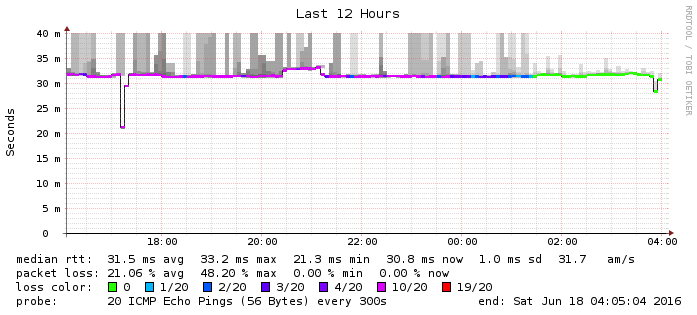 Last 12 Hours
RRDTOOL / TOBI OETIKER
Seconds
40 m
35 m
30 m
25 m
20 m
15 m
10 m
5 m
0
18:00 20:00 22:00 00:00 02:00 04:00
median rtt: 31.5 ms avg 33.2 ms max 21.3 ms min 30.8 ms now 1.0 ms sd 31.7 am/s
packet loss: 21.06 % avg 48.20 % max 0.00 % min 0.00 % now
loss color: 0 1/20 2/20 3/20 4/20 10/20 19/20
probe: 20 ICMP Echo Pings (56 Bytes) every 300s end: Sat Jun 18 04:05:04 2016